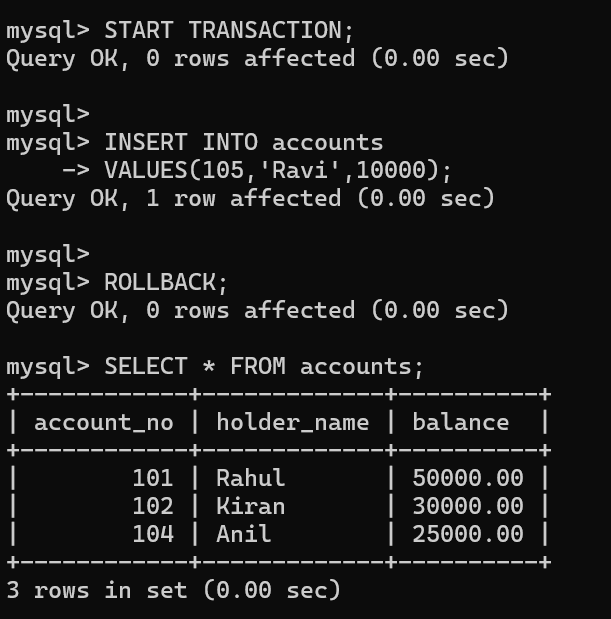 mysql> START TRANSACTION;
Query OK, 0 rows affected (0.00 sec)

mysql>
mysql> INSERT INTO accounts
    -> VALUES(105,'Ravi',10000);
Query OK, 1 row affected (0.00 sec)

mysql>
mysql> ROLLBACK;
Query OK, 0 rows affected (0.00 sec)

mysql> SELECT * FROM accounts;
+------------+-------------+----------+
| account_no | holder_name | balance  |
+------------+-------------+----------+
|        101 | Rahul       | 50000.00 |
|        102 | Kiran       | 30000.00 |
|        104 | Anil        | 25000.00 |
+------------+-------------+----------+
3 rows in set (0.00 sec)